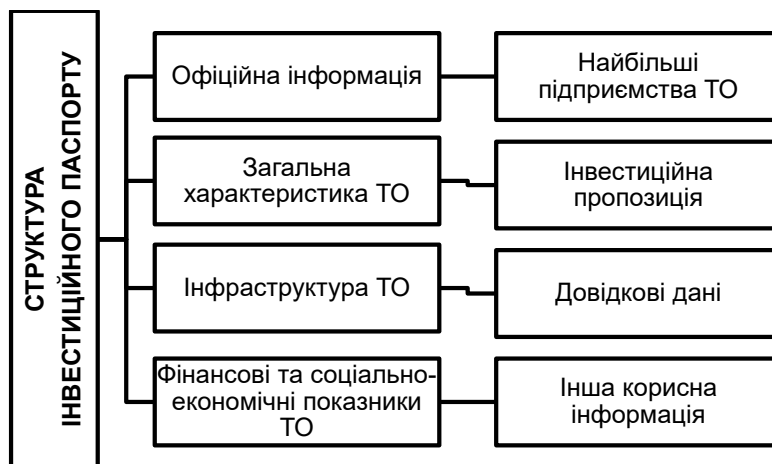 СТРУКТУРА
ІНВЕСТИЦІЙНОГО ПАСПОРТУ
Офіційна інформація
Найбільші
підприємства ТО
Загальна
характеристика ТО
Інвестиційна
пропозиція
Інфраструктура ТО
Довідкові дані
Фінансові та соціально-
економічні показники
ТО
Інша корисна
інформація